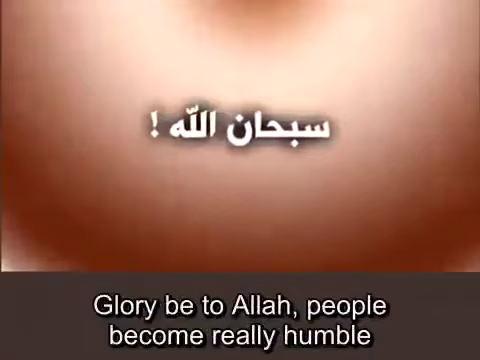 سبحان الله !
Glory be to Allah, people
become really humble